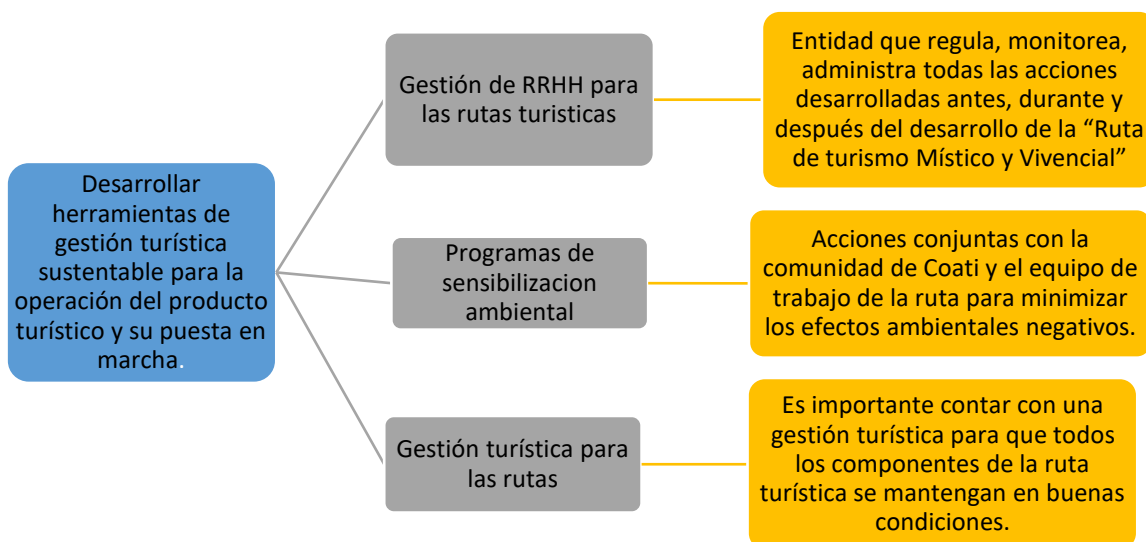 Desarrollar
herramientas de
gestión turística
sustentable para la
operación del producto
turístico y su puesta en
marcha.
Gestión de RRHH para
las rutas turisticas
Entidad que regula, monitorea,
administra todas las acciones
desarrolladas antes, durante y
después del desarrollo de la “Ruta
de turismo Místico y Vivencial”
Programas de
sensibilizacion
ambiental
Acciones conjuntas con la
comunidad de Coati y el equipo de
trabajo de la ruta para minimizar
los efectos ambientales negativos.
Gestión turística para
las rutas
Es importante contar con una
gestión turística para que todos
los componentes de la ruta
turística se mantengan en buenas
condiciones.